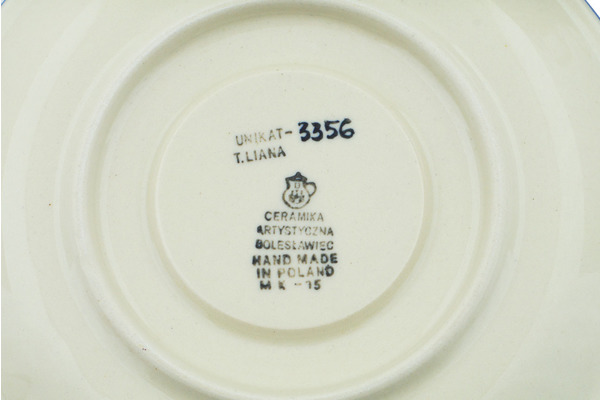 UNIKAT- 3356
T.LIANA
CERAMIKA
ARTYSTYCZNA
BOLESŁAWIEC
HAND MADE
IN POLAND
M K -